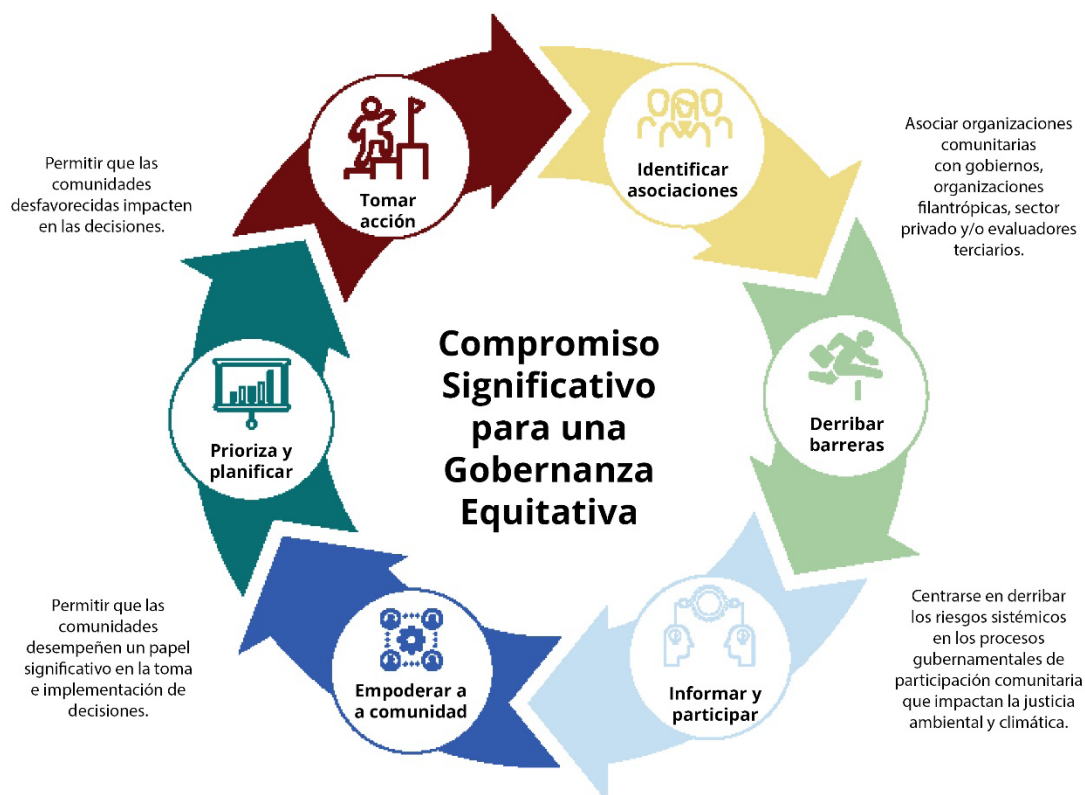 Compromiso
Significativo
para una
Gobernanza
Equitativa
Identificar
asociaciones
Asociar organizaciones
comunitarias
con gobiernos,
organizaciones
filantrópicas, sector
privado y/o evaluadores
terciarios.
Derribar
barreras
Centrarse en derribar
los riesgos sistémicos
en los procesos
gubernamentales de
participación comunitaria
que impactan la justicia
ambiental y climática.
Informar y
participar
Empoderar a
a comunidad
Permitir que las
comunidades
desempeñen un papel
significativo en la toma
e implementación de
decisiones.
Prioriza y
planificar
Permitir que las
comunidades
desfavorecidas impacten
en las decisiones.
Tomar
acción